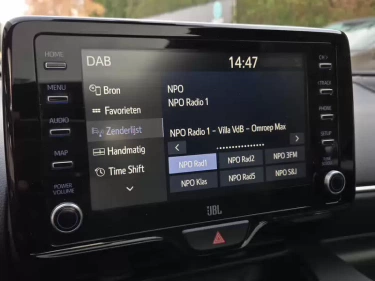 HOME
MENU
AUDIO
MAP
POWER
VOLUME
DAB
14:47
Bron
Favorieten
Zenderlijst
Handmatig
Time Shift
NPO
NPO Radio 1
NPO Radio 1 - Villa VdB - Omroep Max
NPO Rad1
NPO Rad2
NPO 3FM
NPO Klas
NPO Rad5
NPO S&J
TRACK
PHONE
SETUP
JBL